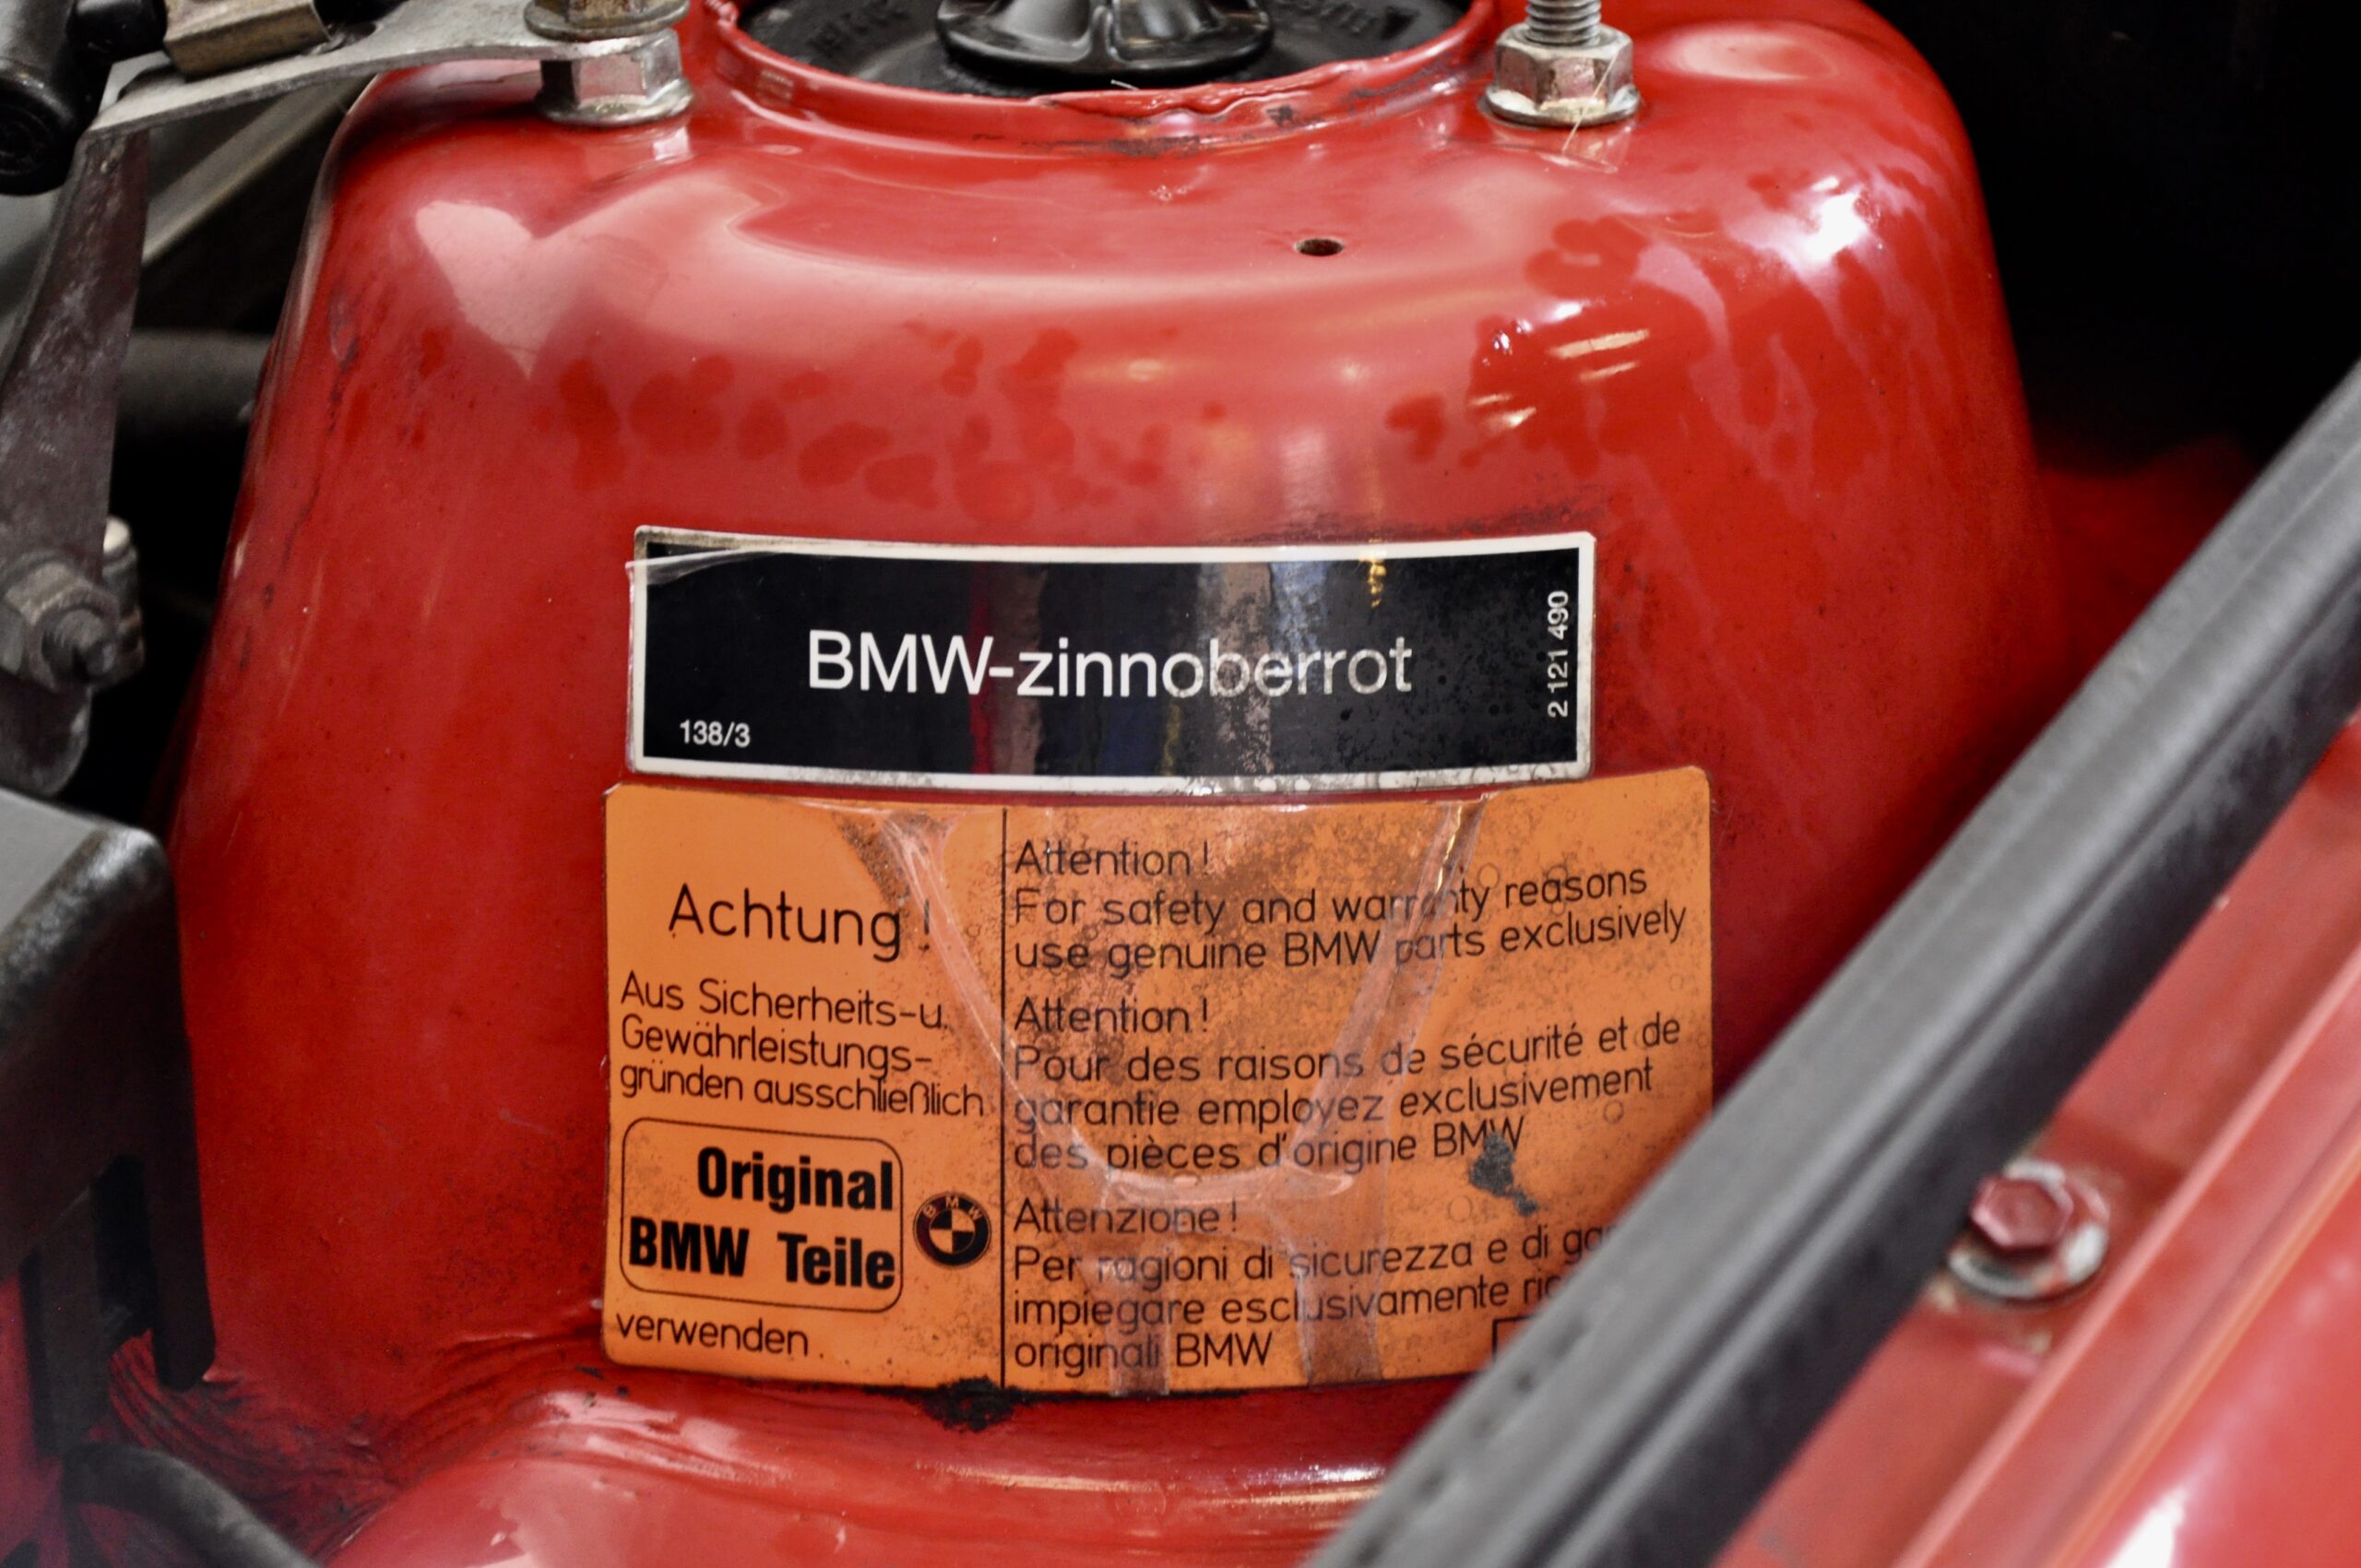 BMW-zinnoberrot
138/3
2 121 490
Achtung!
Aus Sicherheits-u.
Gewährleistungs-
gründen ausschließlich
Original
BMW Teile
BMW
verwenden.
Attention!
For safety and warranty reasons
use genuine BMW parts exclusively
Attention!
Pour des raisons de sécurité et de
garantie employez exclusivement
des pièces d'origine BMW
Attenzione!
Per ragioni di sicurezza e di
impiegare esclusivamente
originali BMW